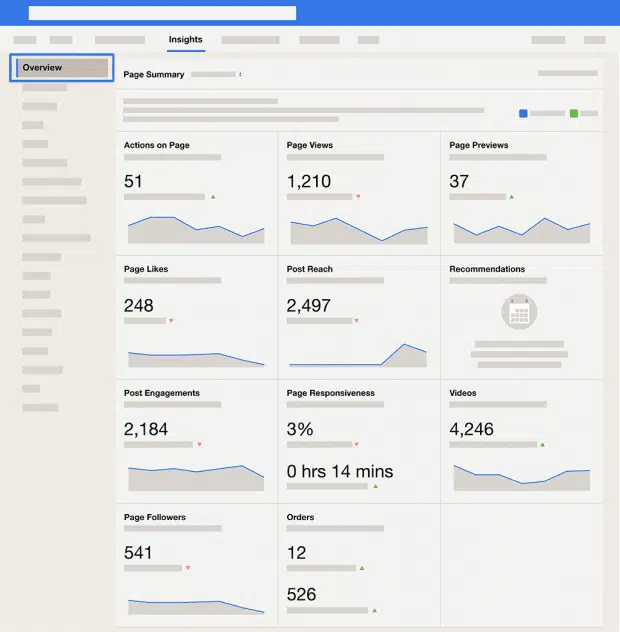 Insights
Overview
Page Summary
Actions on Page
51
Page Views
1,210
Page Previews
37
Page Likes
248
Post Reach
2,497
Recommendations
Post Engagements
2,184
Page Responsiveness
3%
0 hrs 14 mins
Videos
4,246
Page Followers
541
Orders
12
526